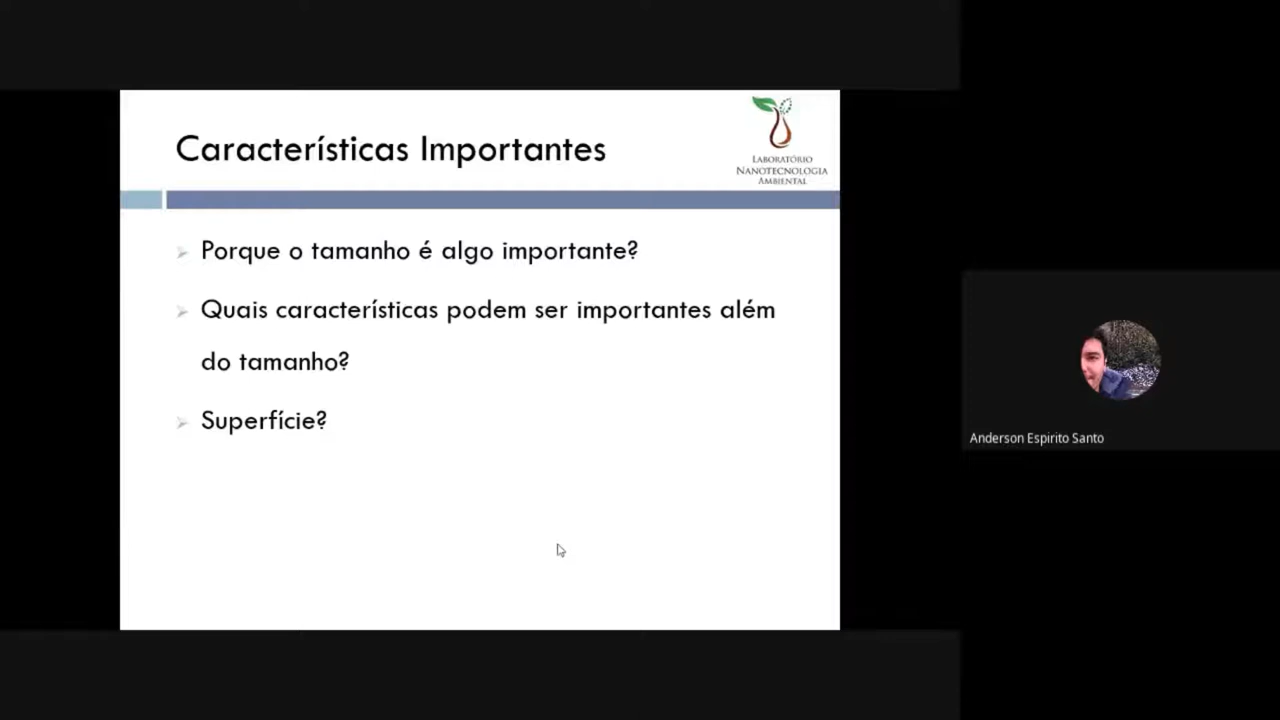 Características Importantes
LABORATÓRIO
NANOTECNOLOGIA
AMBIENTAL
Porque o tamanho é algo importante?
Quais características podem ser importantes além
do tamanho?
Superfície?
Anderson Espirito Santo